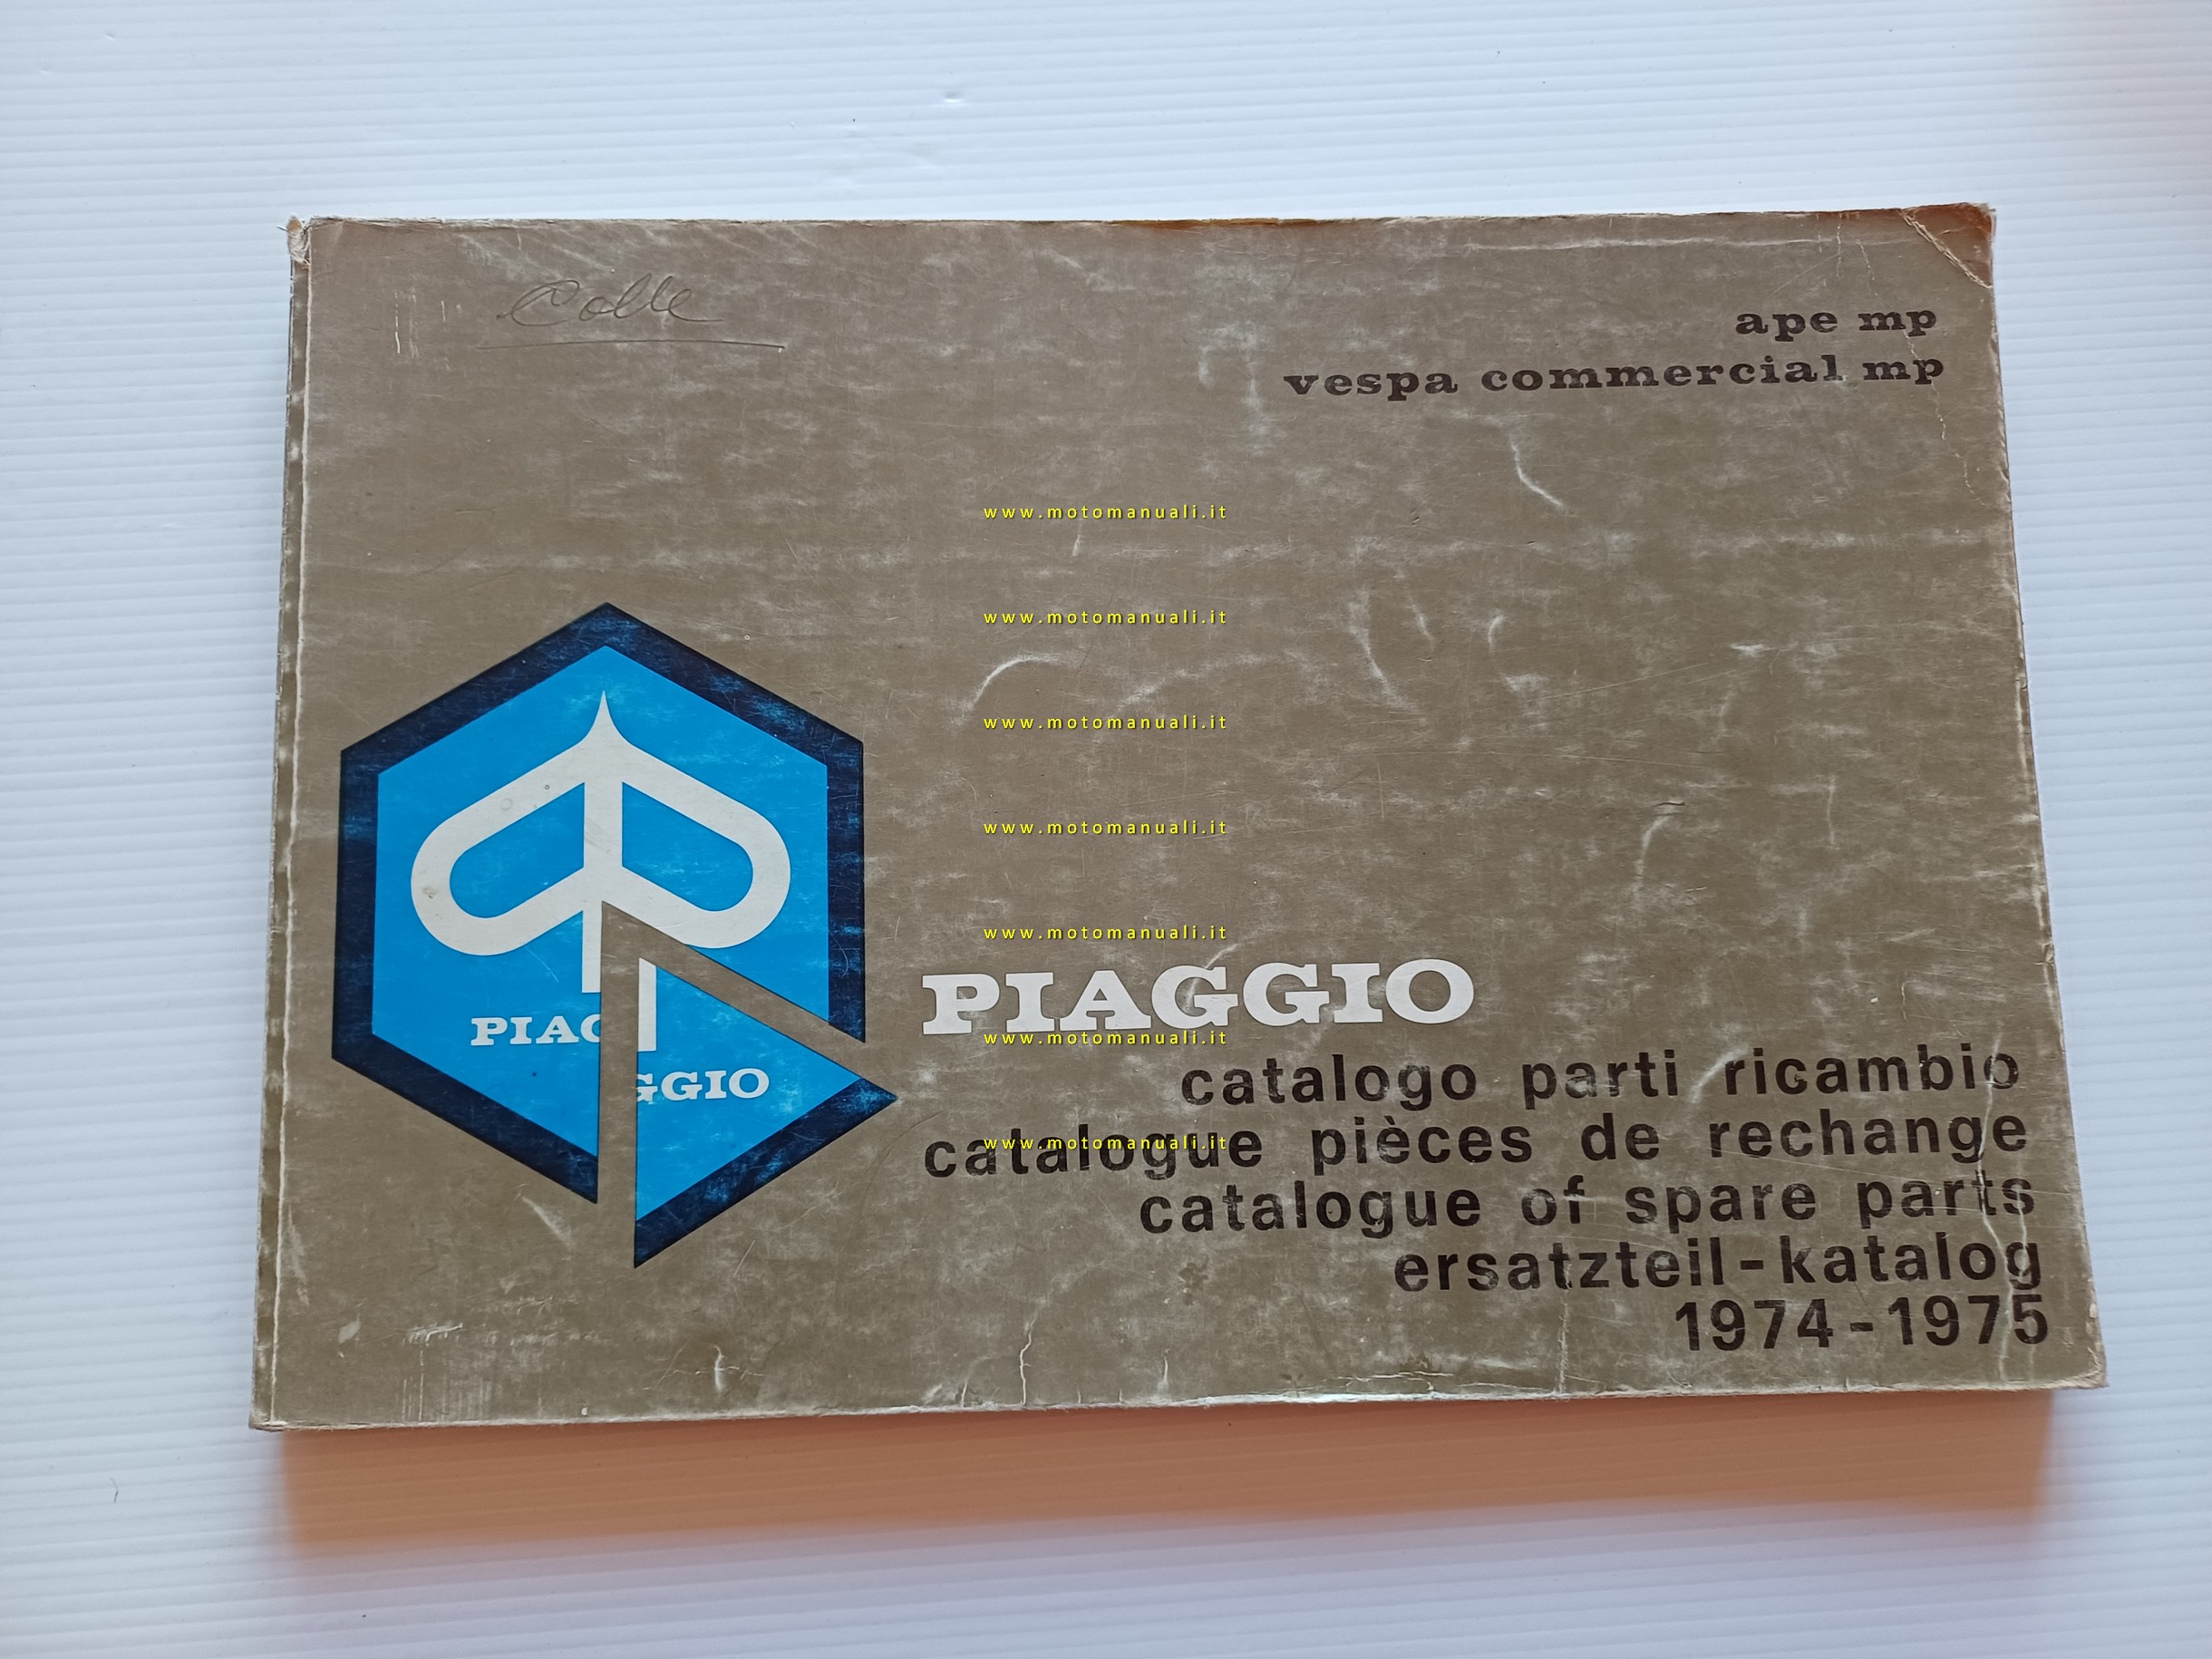 Colle
ape mp
vespa commercial mp
www.motomanuali.it
www.motomanuali.it
www.motomanuali.it
www.motomanuali.it
www.motomanuali.it
PIAGGIO
PIAGGIO
www.motomanuali.it
catalogo parti ricambio
catalogue pièces de rechange
www.motomanuali.it
catalogue of spare parts
ersatzteil-katalog
1974-1975